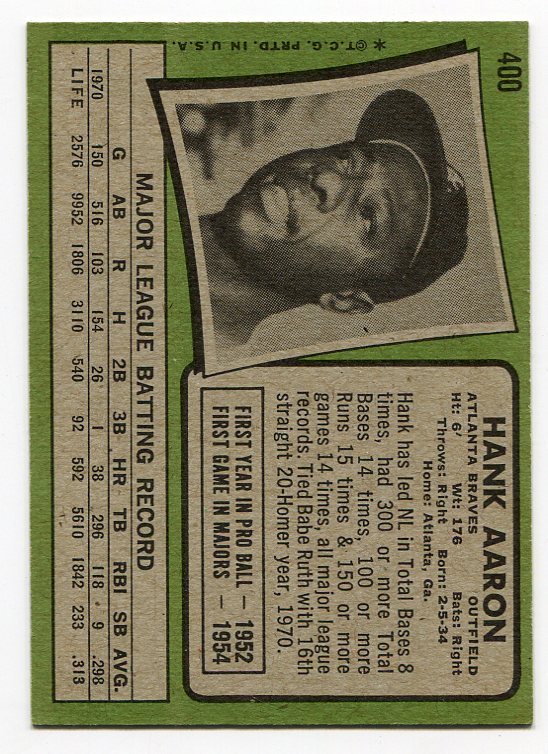 400
*©T.C.G. PRTD. IN U.S.A.
HANK AARON
ATLANTA BRAVES OUTFIELD
Ht: 6' Wt: 176 Bats: Right
Throws: Right Born: 2-5-34
Home: Atlanta, Ga.
Hank has led NL in Total Bases 8
times, had 300 or more Total
Bases 14 times, 100 or more
Runs 15 times & 150 or more
games 14 times, all major league
records. Tied Babe Ruth with 16th
straight 20-Homer year, 1970.
FIRST YEAR IN PRO BALL — 1952
FIRST GAME IN MAJORS — 1954
MAJOR LEAGUE BATTING RECORD
G AB R H 2B 3B HR TB RBI SB AVG.
1970 150 516 103 154 26 1 38 296 118 9 .298
LIFE 2576 9952 1806 3110 540 92 592 5610 1842 233 .313